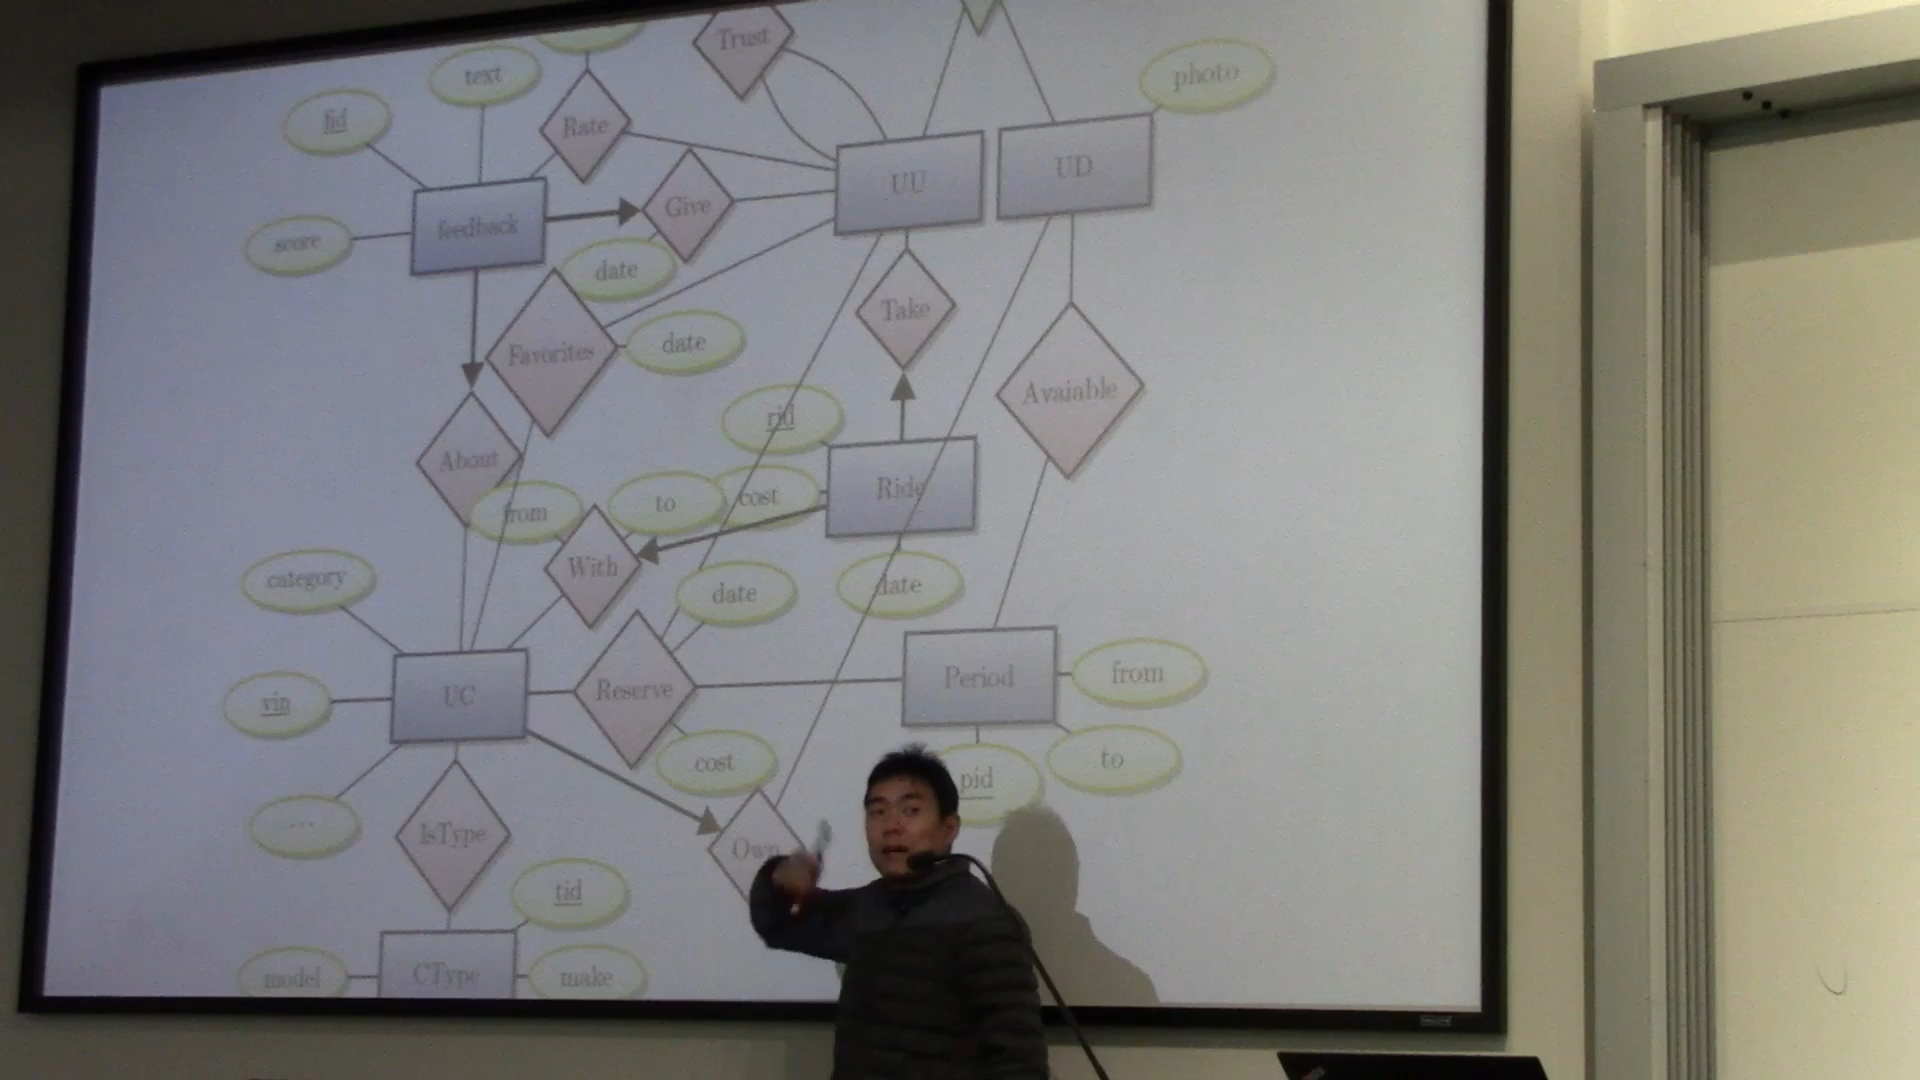 Trust
text
photo
fid
Rate
UU
UD
Give
feedback
score
date
Take
Favorites
date
Avaiable
rid
About
Ride
from
to
cost
With
category
date
date
UC
Reserve
Period
from
vin
cost
to
pid
...
IsType
Own
tid
model
CType
make